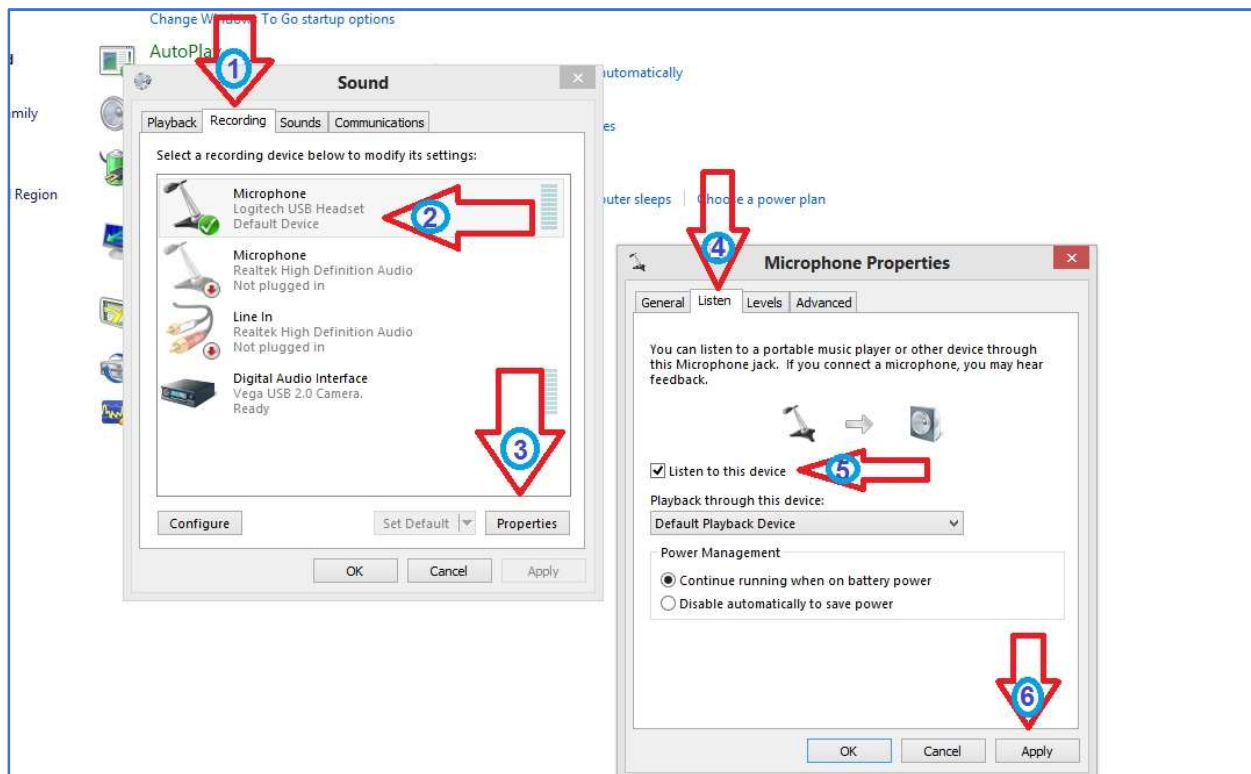 Change Windows To Go startup options
AutoPlay
automatically
mily
es
Region
uter sleeps Choose a power plan
1
Sound
Playback Recording Sounds Communications
Select a recording device below to modify its settings:
Microphone
Logitech USB Headset
Default Device
2
Microphone
Realtek High Definition Audio
Not plugged in
Line In
Realtek High Definition Audio
Not plugged in
Digital Audio Interface
Vega USB 2.0 Camera.
Ready
3
Configure Set Default Properties
OK Cancel Apply
4
Microphone Properties
General Listen Levels Advanced
You can listen to a portable music player or other device through
this Microphone jack. If you connect a microphone, you may hear
feedback.
Listen to this device
5
Playback through this device:
Default Playback Device
Power Management
Continue running when on battery power
Disable automatically to save power
6
OK Cancel Apply